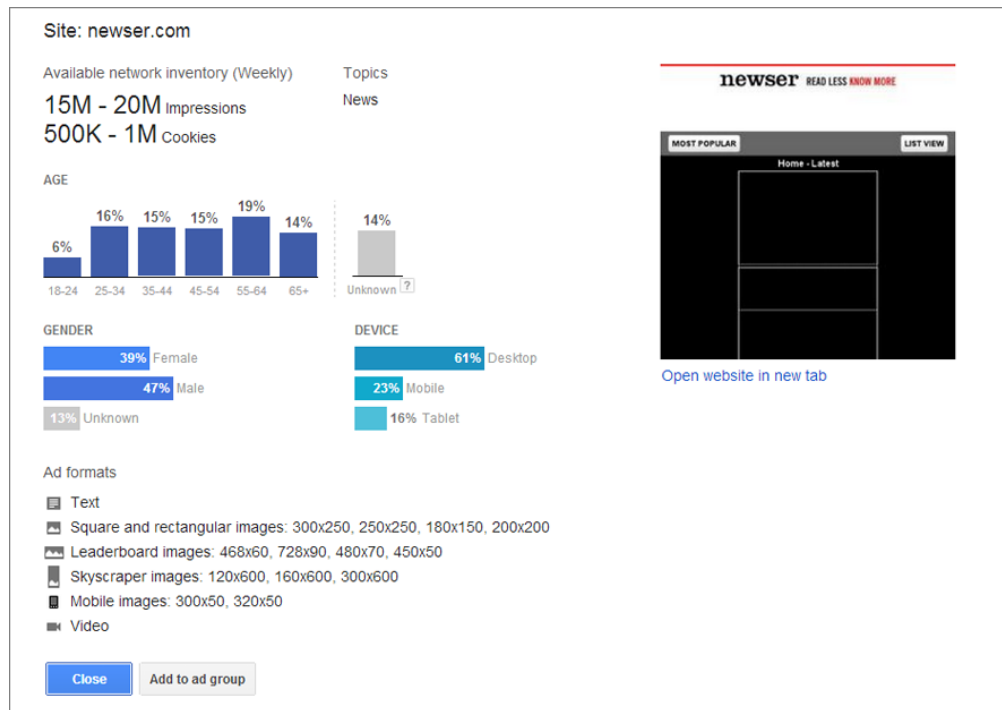 Site: newser.com
Available network inventory (Weekly)
15M - 20M Impressions
500K - 1M Cookies
Topics
News
AGE
6%
16%
15%
15%
19%
14%
14%
18-24
25-34
35-44
45-54
55-64
65+
Unknown ?
GENDER
39% Female
47% Male
13% Unknown
DEVICE
61% Desktop
23% Mobile
16% Tablet
newser READ LESS KNOW MORE
MOST POPULAR
LIST VIEW
Home - Latest
Open website in new tab
Ad formats
Text
Square and rectangular images: 300x250, 250x250, 180x150, 200x200
Leaderboard images: 468x60, 728x90, 480x70, 450x50
Skyscraper images: 120x600, 160x600, 300x600
Mobile images: 300x50, 320x50
Video
Close
Add to ad group